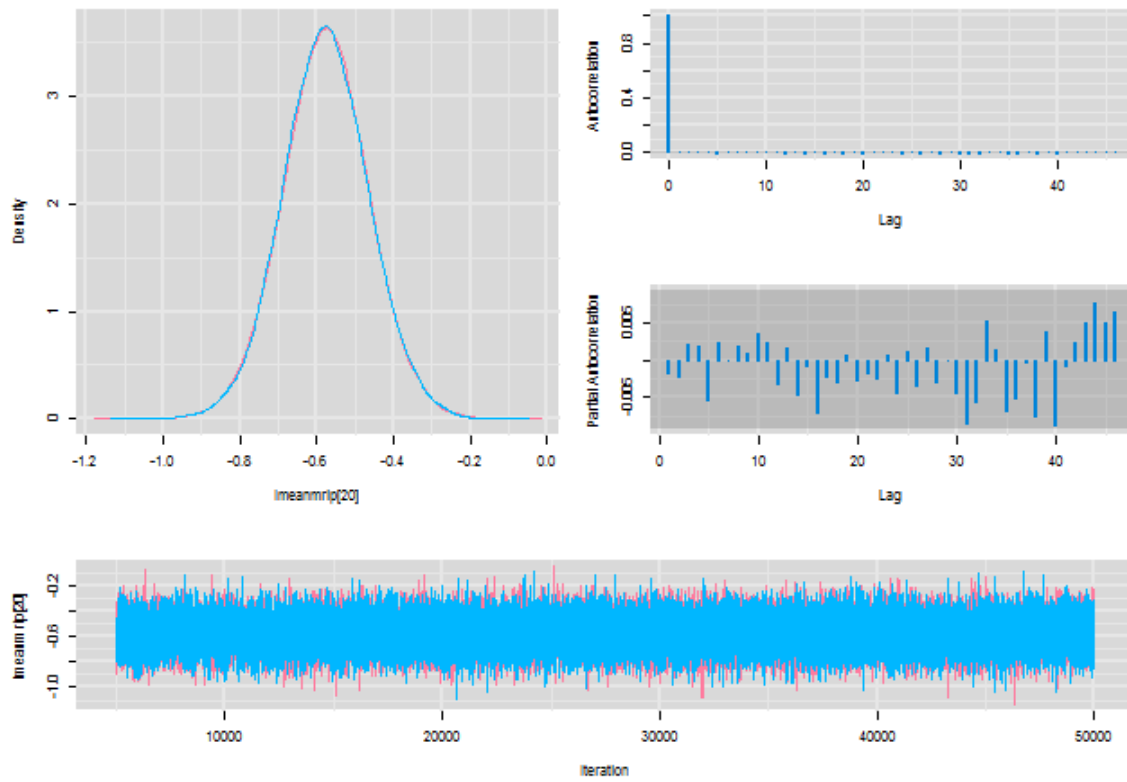 Density
3
2
1
0
-1.2 -1.0 -0.8 -0.6 -0.4 -0.2 0.0
lmeanmrip[20]
Autocorrelation
0.8
0.4
0.0
0 10 20 30 40
Lag
Partial Autocorrelation
0.005
-0.005
0 10 20 30 40
Lag
lmeanmrip[20]
-0.2
-0.6
-1.0
10000 20000 30000 40000 50000
Iteration